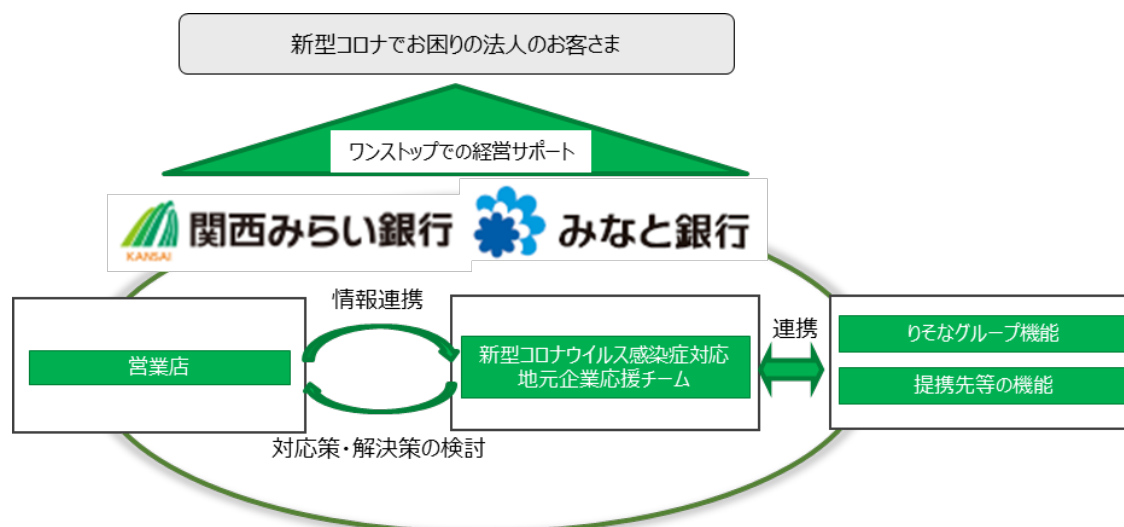 新型コロナでお困りの法人のお客さま
ワンストップでの経営サポート
KANSAI
関西みらい銀行
みなと銀行
情報連携
営業店
新型コロナウイルス感染症対応
地元企業応援チーム
連携
りそなグループ機能
提携先等の機能
対応策・解決策の検討